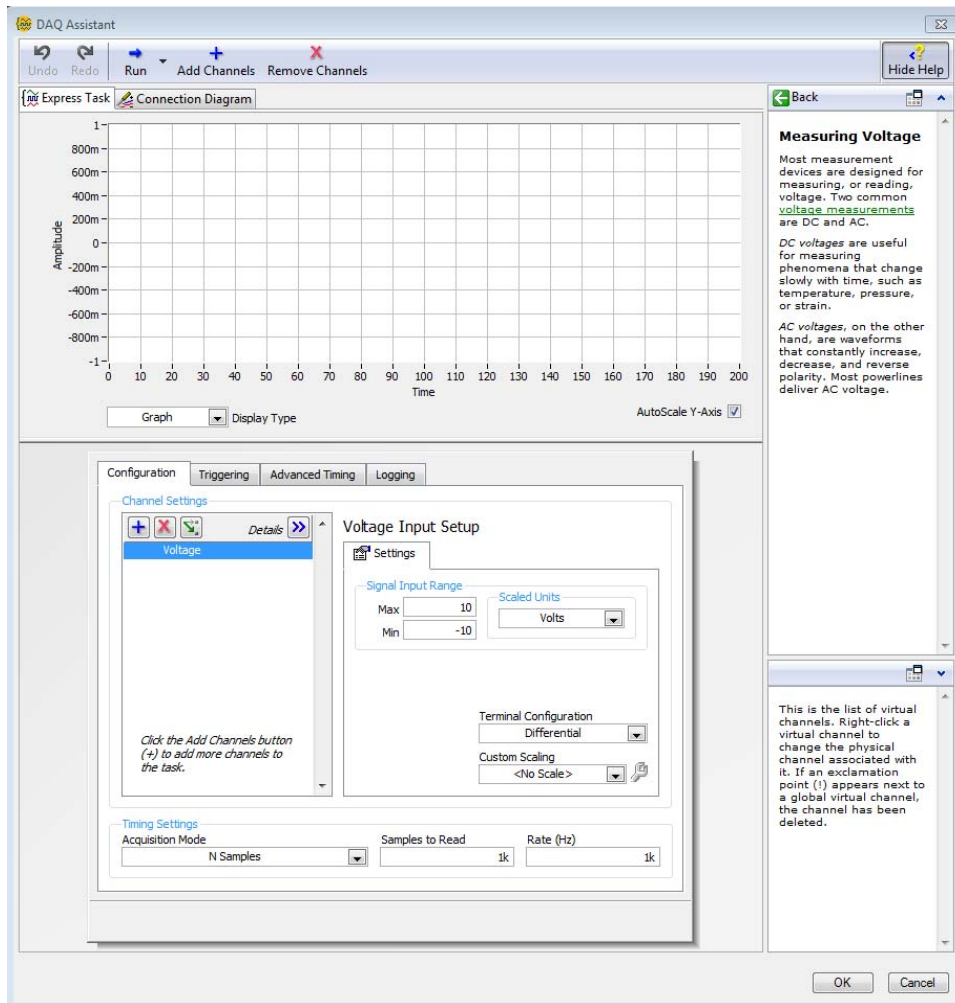 DAQ Assistant
Undo Redo Run Add Channels Remove Channels Hide Help
Express Task Connection Diagram
1
800m
600m
400m
200m
0
-200m
-400m
-600m
-800m
-1
Amplitude
0 10 20 30 40 50 60 70 80 90 100 110 120 130 140 150 160 170 180 190 200
Time
Graph Display Type AutoScale Y-Axis
Configuration Triggering Advanced Timing Logging
Channel Settings
Details
Voltage
Click the Add Channels button
(+) to add more channels to
the task.
Voltage Input Setup
Settings
Signal Input Range
Max 10
Min -10
Scaled Units
Volts
Terminal Configuration
Differential
Custom Scaling
<No Scale>
Timing Settings
Acquisition Mode Samples to Read Rate (Hz)
N Samples 1k 1k
Back
Measuring Voltage
Most measurement
devices are designed for
measuring, or reading,
voltage. Two common
voltage measurements
are DC and AC.
DC voltages are useful
for measuring
phenomena that change
slowly with time, such as
temperature, pressure,
or strain.
AC voltages, on the other
hand, are waveforms
that constantly increase,
decrease, and reverse
polarity. Most powerlines
deliver AC voltage.
This is the list of virtual
channels. Right-click a
virtual channel to
change the physical
channel associated with
it. If an exclamation
point (!) appears next to
a global virtual channel,
the channel has been
deleted.
OK Cancel